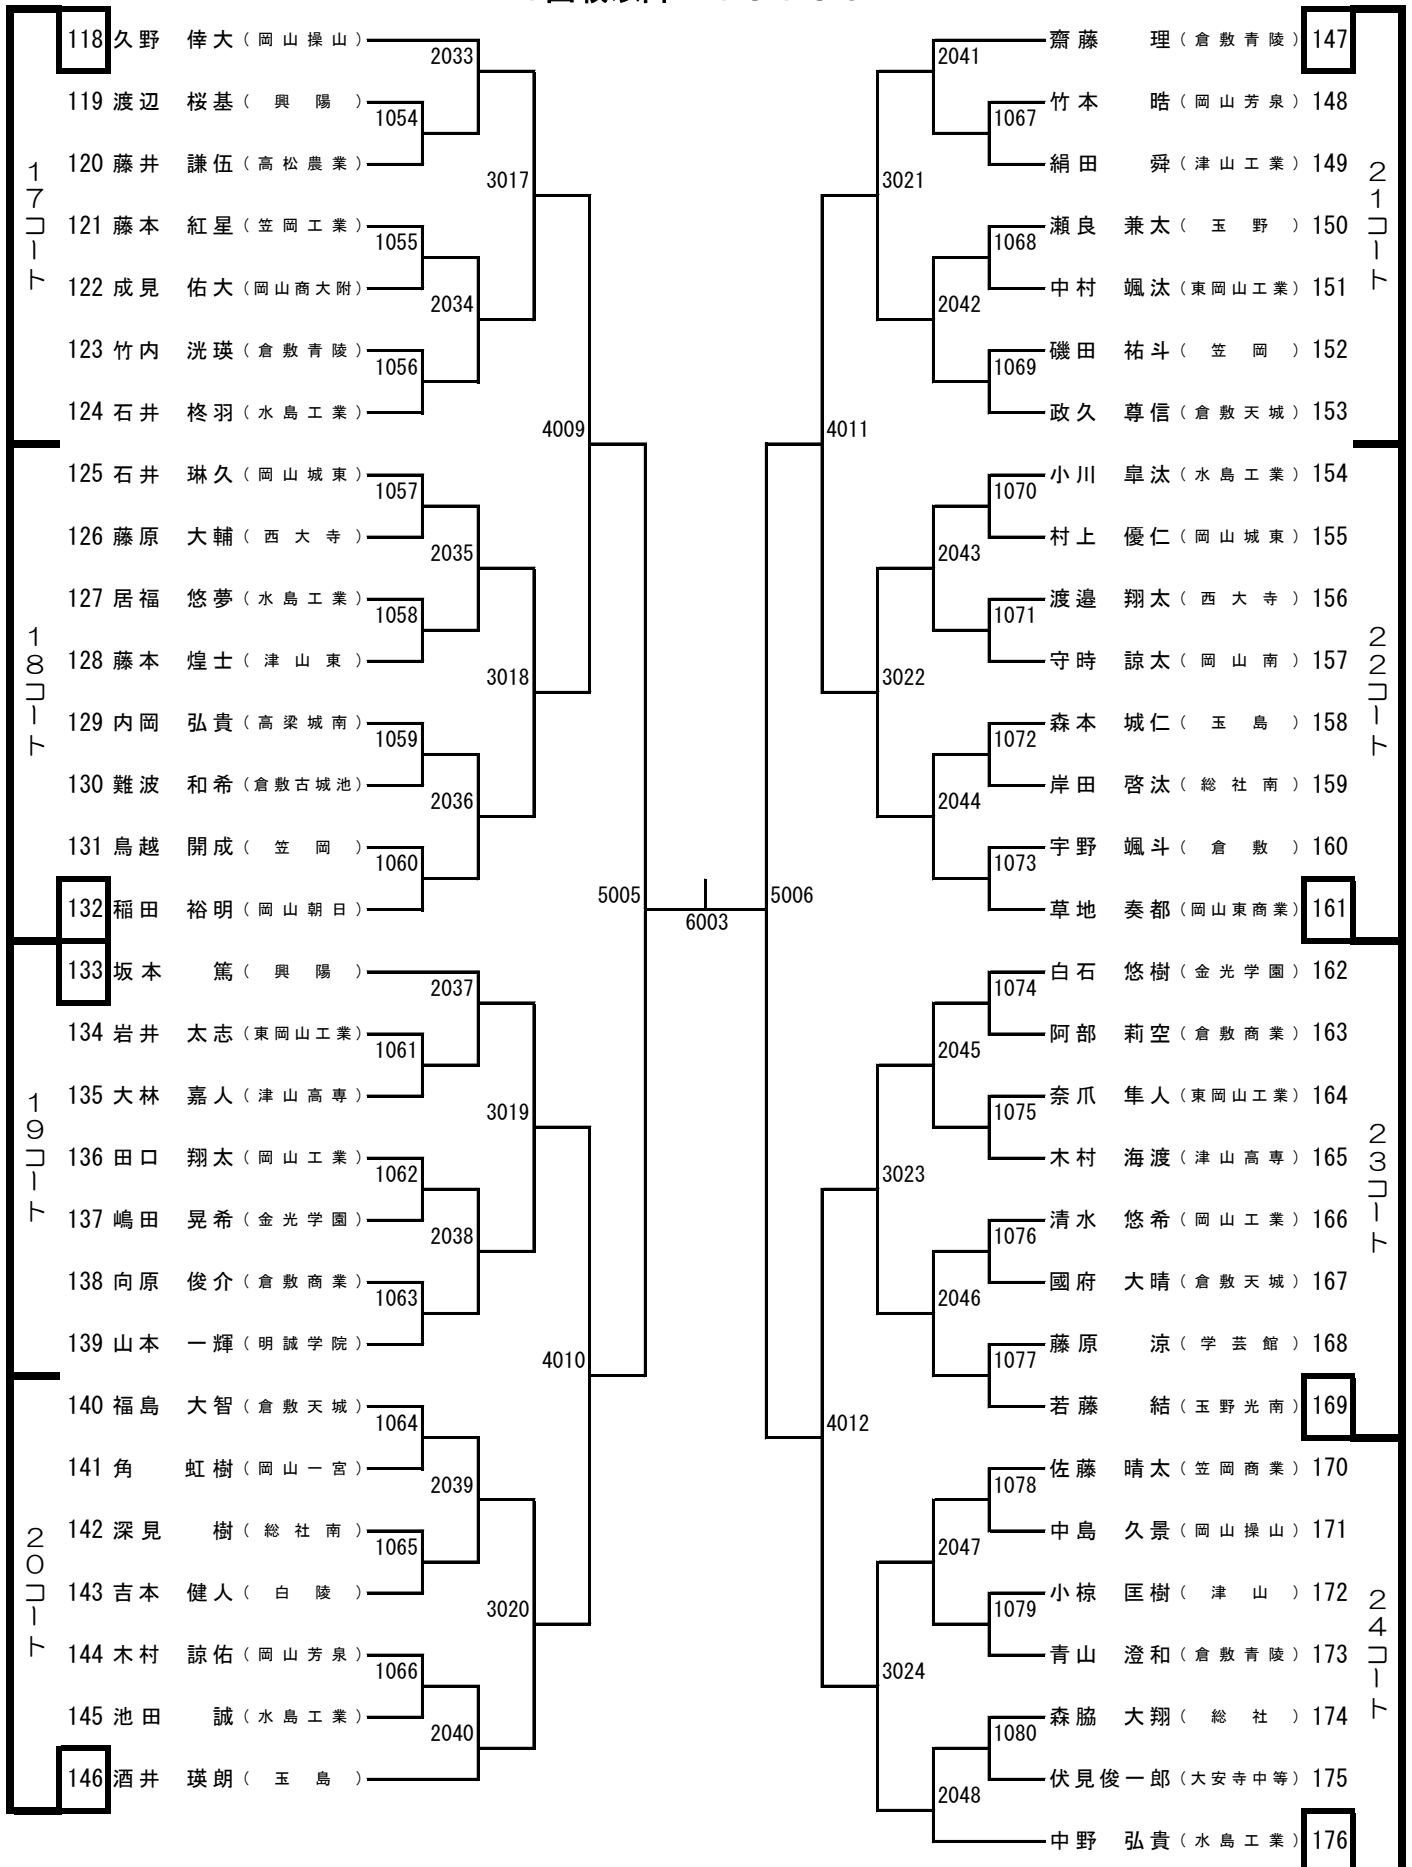 118 久野 倖大 (岡山操山)
119 渡辺 桜基 (興陽)
120 藤井 謙伍 (高松農業)
121 藤本 紅星 (笠岡工業)
122 成見 佑大 (岡山商大附)
123 竹内 洸瑛 (倉敷青陵)
124 石井 柊羽 (水島工業)
125 石井 琳久 (岡山城東)
126 藤原 大輔 (西大寺)
127 居福 悠夢 (水島工業)
128 藤本 煌士 (津山東)
129 内岡 弘貴 (高梁城南)
130 難波 和希 (倉敷古城池)
131 鳥越 開成 (笠岡)
132 稲田 裕明 (岡山朝日)
133 坂本 篤 (興陽)
134 岩井 太志 (東岡山工業)
135 大林 嘉人 (津山高専)
136 田口 翔太 (岡山工業)
137 嶋田 晃希 (金光学園)
138 向原 俊介 (倉敷商業)
139 山本 一輝 (明誠学院)
140 福島 大智 (倉敷天城)
141 角 虹樹 (岡山一宮)
142 深見 樹 (総社南)
143 吉本 健人 (白陵)
144 木村 諒佑 (岡山芳泉)
145 池田 誠 (水島工業)
146 酒井 瑛朗 (玉島)
17コート
18コート
19コート
20コート
1054
1055
1056
1057
1058
1059
1060
1061
1062
1063
1064
1065
1066
2033
2034
2035
2036
2037
2038
2039
2040
3017
3018
3019
3020
4009
4010
5005
6003
5006
4011
4012
3021
3022
3023
3024
2041
2042
2043
2044
2045
2046
2047
2048
1067
1068
1069
1070
1071
1072
1073
1074
1075
1076
1077
1078
1079
1080
齋藤 理 (倉敷青陵) 147
竹本 晧 (岡山芳泉) 148
絹田 舜 (津山工業) 149
瀬良 兼太 (玉野) 150
中村 颯汰 (東岡山工業) 151
磯田 祐斗 (笠岡) 152
政久 尊信 (倉敷天城) 153
小川 皐汰 (水島工業) 154
村上 優仁 (岡山城東) 155
渡邉 翔太 (西大寺) 156
守時 諒太 (岡山南) 157
森本 城仁 (玉島) 158
岸田 啓汰 (総社南) 159
宇野 颯斗 (倉敷) 160
草地 奏都 (岡山東商業) 161
白石 悠樹 (金光学園) 162
阿部 莉空 (倉敷商業) 163
奈爪 隼人 (東岡山工業) 164
木村 海渡 (津山高専) 165
清水 悠希 (岡山工業) 166
國府 大晴 (倉敷天城) 167
藤原 涼 (学芸館) 168
若藤 結 (玉野光南) 169
佐藤 晴太 (笠岡商業) 170
中島 久景 (岡山操山) 171
小椋 匡樹 (津山) 172
青山 澄和 (倉敷青陵) 173
森脇 大翔 (総社) 174
伏見俊一郎 (大安寺中等) 175
中野 弘貴 (水島工業) 176
21コート
22コート
23コート
24コート